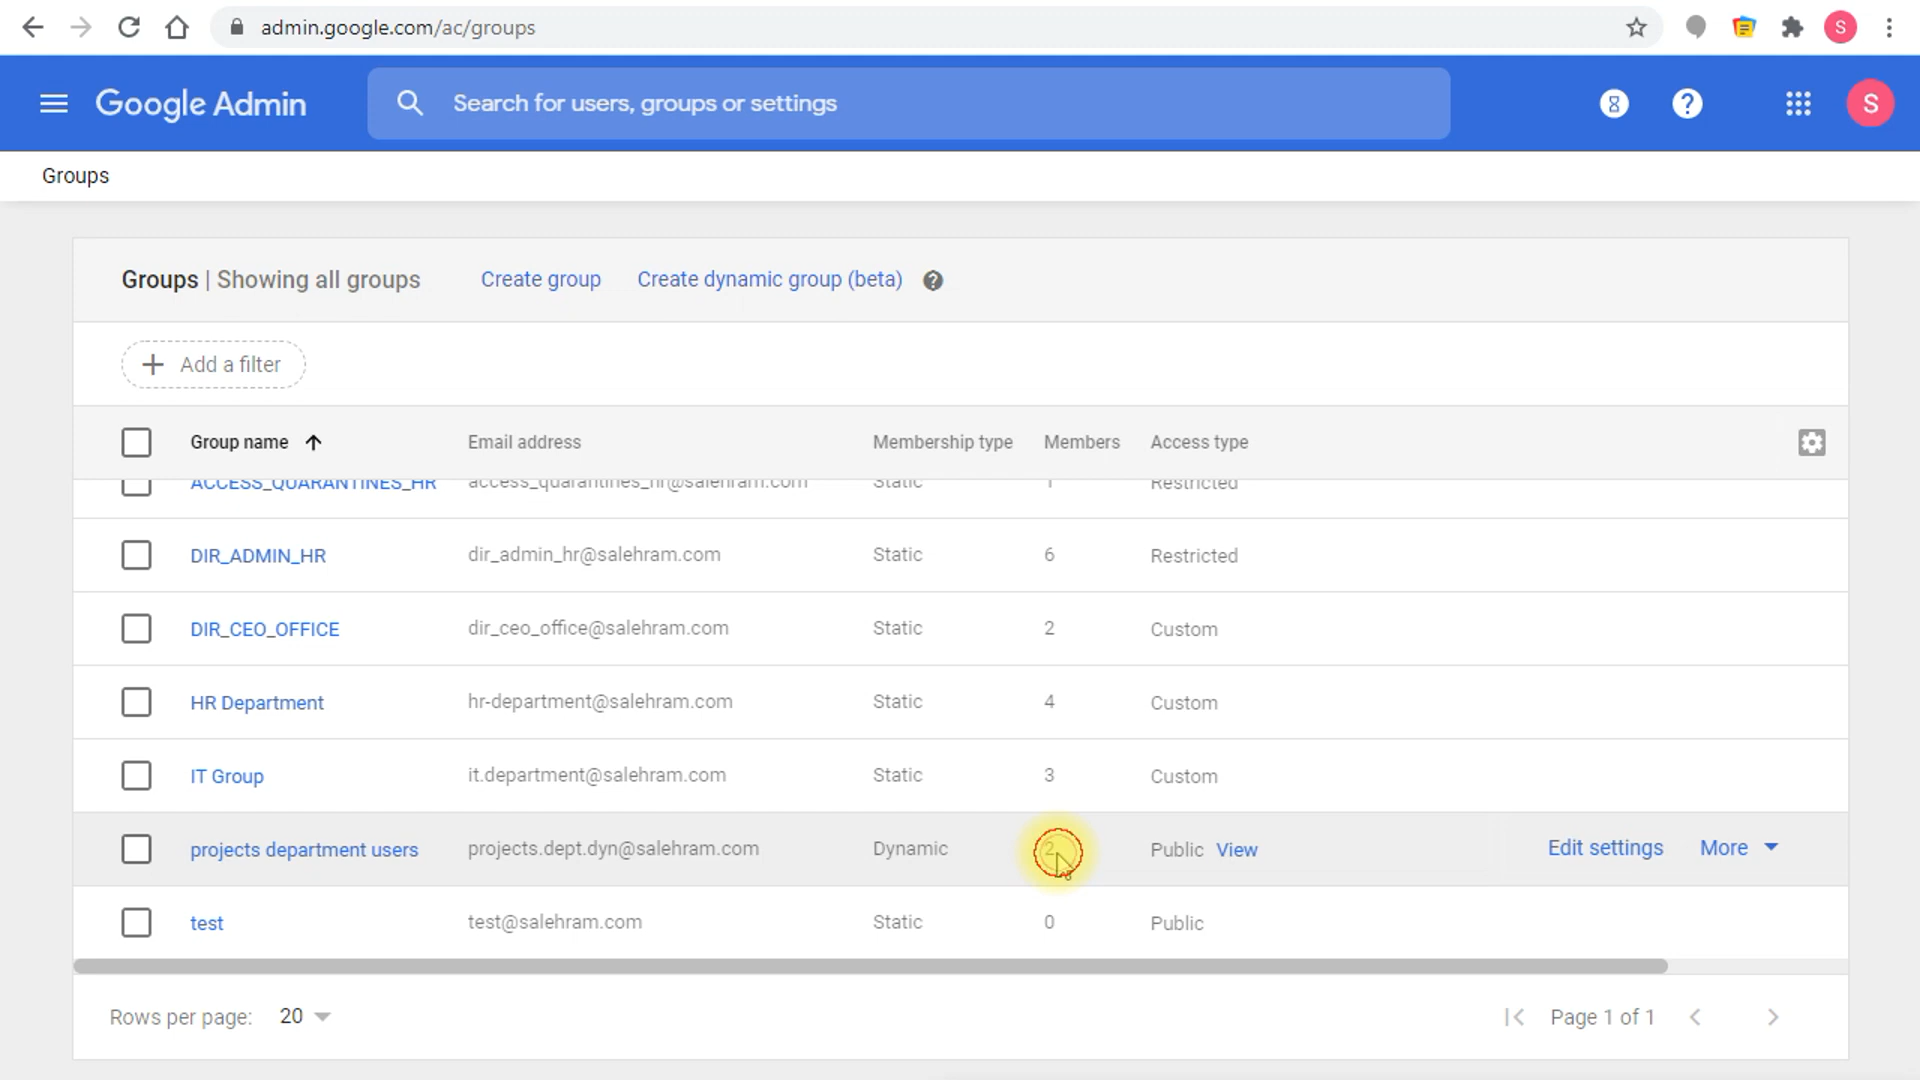 admin.google.com/ac/groups
S
Google Admin
Search for users, groups or settings
8
?
S
Groups
Groups | Showing all groups
Create group
Create dynamic group (beta)
?
+ Add a filter
Group name
Email address
Membership type
Members
Access type
ACCESS_QUARANTINES_HR access_quarantines_hr@salehram.com Static 1 Restricted
DIR_ADMIN_HR dir_admin_hr@salehram.com Static 6 Restricted
DIR_CEO_OFFICE dir_ceo_office@salehram.com Static 2 Custom
HR Department hr-department@salehram.com Static 4 Custom
IT Group it.department@salehram.com Static 3 Custom
projects department users projects.dept.dyn@salehram.com Dynamic 2 Public View Edit settings More
test test@salehram.com Static 0 Public
Rows per page: 20
Page 1 of 1